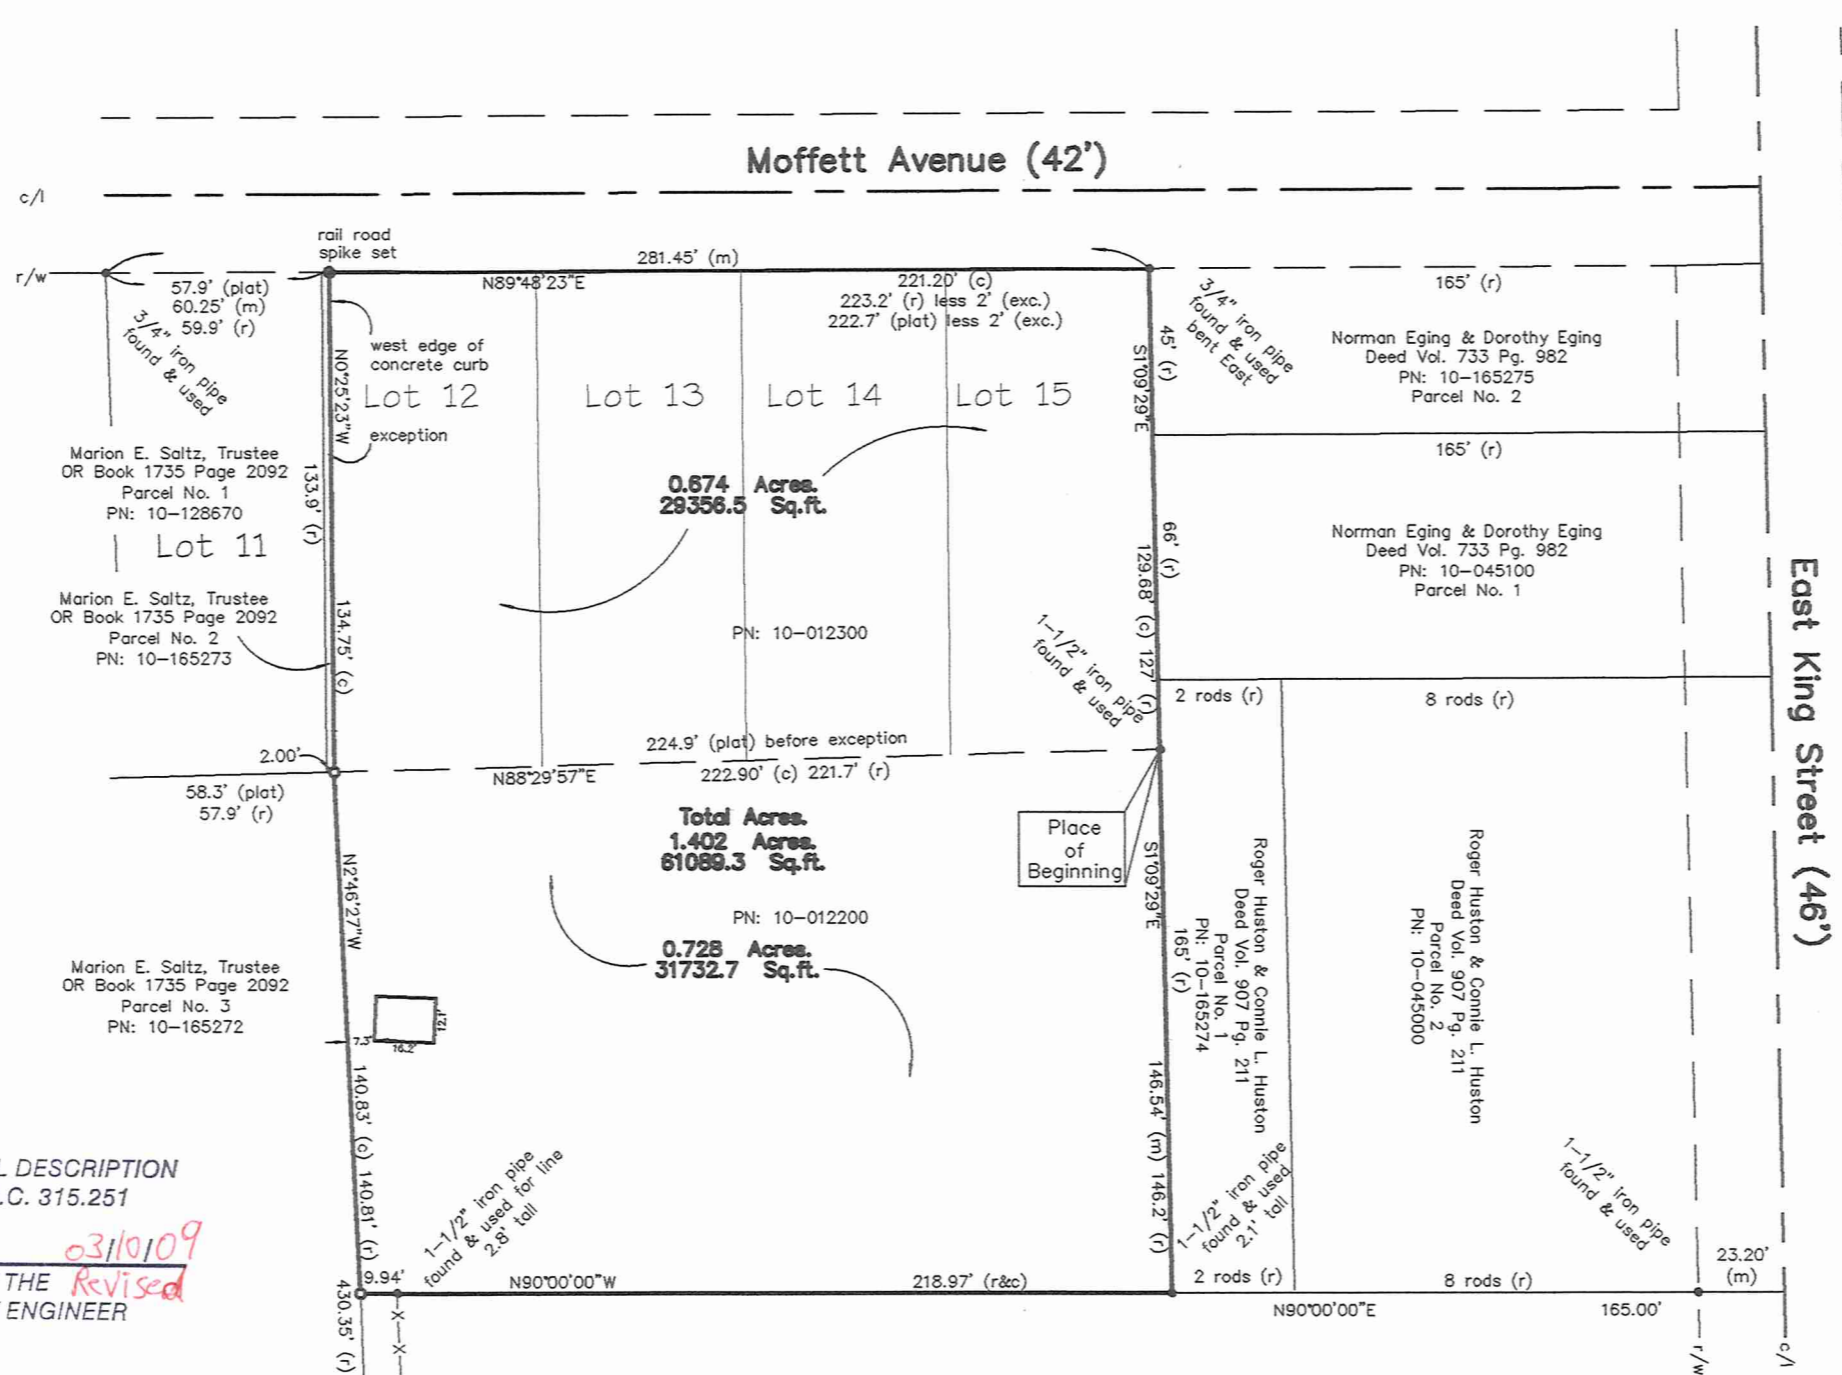 Moffett Avenue (42')
c/l
rail road
spike set
r/w
57.9' (plat)
60.25' (m)
59.9' (r)
3/4" iron pipe
found & used
281.45' (m)
N89°48'23"E
221.20' (c)
223.2' (r) less 2' (exc.)
222.7' (plat) less 2' (exc.)
3/4" iron pipe
found & used
bent East
165' (r)
Norman Eging & Dorothy Eging
Deed Vol. 733 Pg. 982
PN: 10-165275
Parcel No. 2
165' (r)
west edge of
concrete curb
N0°25'23"W
exception
Lot 12
Lot 13
Lot 14
Lot 15
45' (r)
S1°09'29"E
Marion E. Saltz, Trustee
OR Book 1735 Page 2092
Parcel No. 1
PN: 10-128670
Lot 11
133.9' (r)
0.674 Acres.
29356.5 Sq.ft.
66' (r)
129.68' (c) 127' (r)
Norman Eging & Dorothy Eging
Deed Vol. 733 Pg. 982
PN: 10-045100
Parcel No. 1
East King Street (46')
Marion E. Saltz, Trustee
OR Book 1735 Page 2092
Parcel No. 2
PN: 10-165273
134.75' (c)
PN: 10-012300
1-1/2" iron pipe
found & used
2 rods (r)
8 rods (r)
2.00'
224.9' (plat) before exception
N88°29'57"E
222.90' (c) 221.7' (r)
58.3' (plat)
57.9' (r)
Total Acres.
1.402 Acres.
61089.3 Sq.ft.
Place
of
Beginning
S1°09'29"E
165' (r)
Roger Huston & Connie L. Huston
Deed Vol. 907 Pg. 211
Parcel No. 1
PN: 10-165274
Roger Huston & Connie L. Huston
Deed Vol. 907 Pg. 211
Parcel No. 2
PN: 10-045000
N2°46'27"W
PN: 10-012200
0.728 Acres.
31732.7 Sq.ft.
Marion E. Saltz, Trustee
OR Book 1735 Page 2092
Parcel No. 3
PN: 10-165272
7.3'
16.2'
12.1'
140.83' (c) 140.81' (r)
146.54' (m) 146.2' (r)
1-1/2" iron pipe
found & used for line
2.8' tall
1-1/2" iron pipe
found & used
2.1' tall
1-1/2" iron pipe
found & used
L DESCRIPTION
.C. 315.251
03/10/09
THE Revised
ENGINEER
9.94'
N90°00'00"W
218.97' (r&c)
2 rods (r)
8 rods (r)
23.20'
(m)
N90°00'00"E
165.00'
430.35' (r)
X
X
r/w
c/l